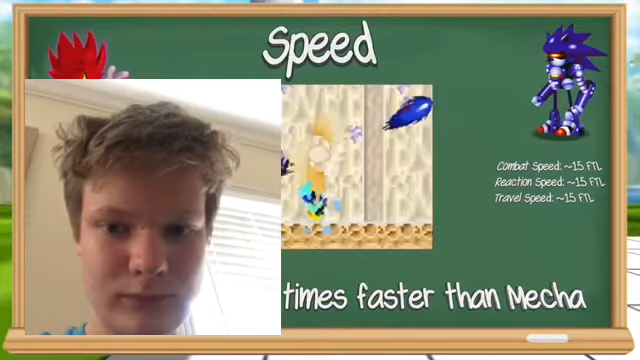 Speed
Combat Speed: ~15 FTL
Reaction Speed: ~15 FTL
Travel Speed: ~15 FTL
times faster than Mecha